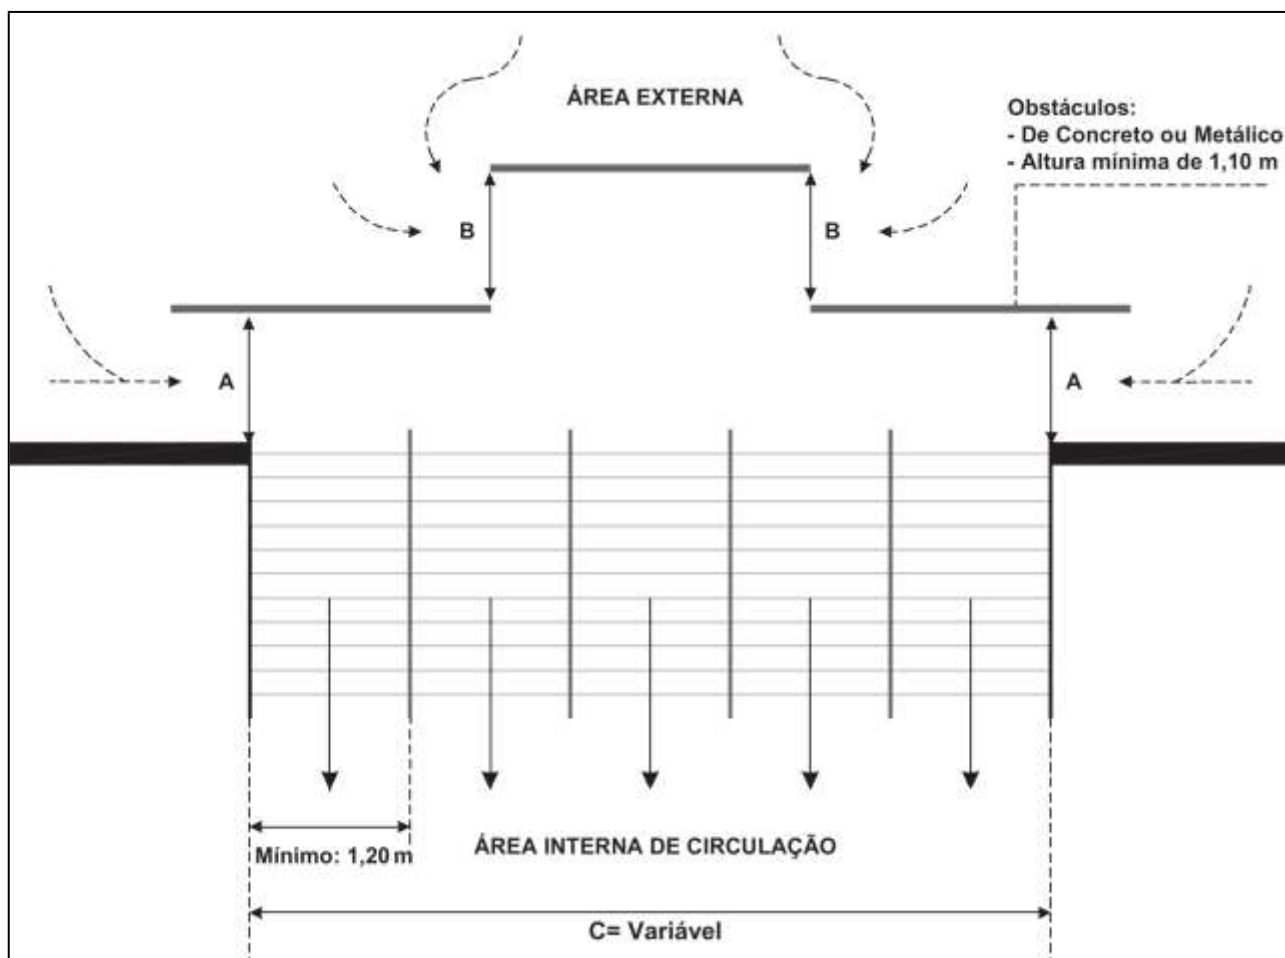 ÁREA EXTERNA
Obstáculos:
- De Concreto ou Metálico
- Altura mínima de 1,10 m
B
B
A
A
ÁREA INTERNA DE CIRCULAÇÃO
Mínimo: 1,20 m
C= Variável